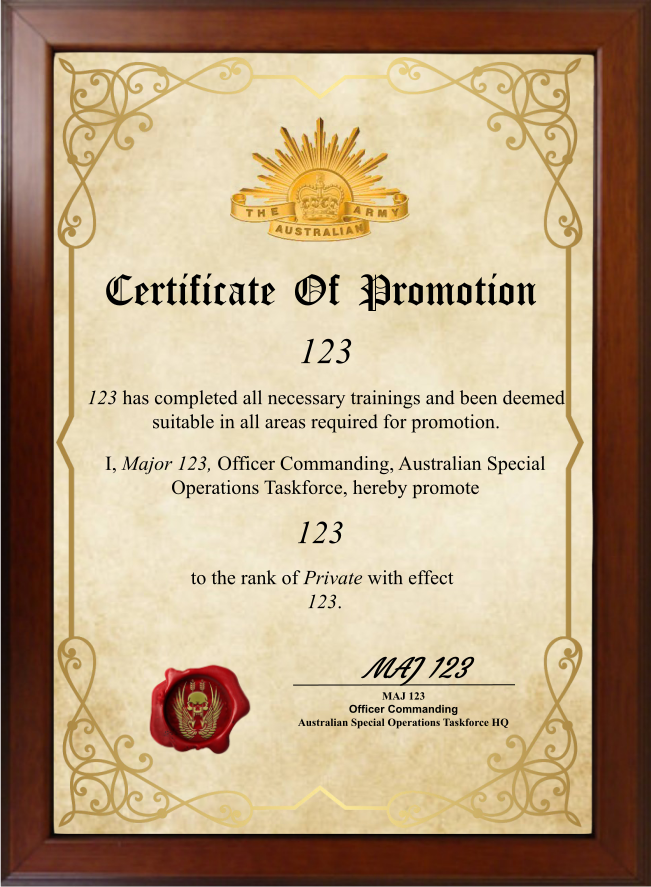 THE ARMY
AUSTRALIAN
Certificate Of Promotion
123
123 has completed all necessary trainings and been deemed
suitable in all areas required for promotion.
I, Major 123, Officer Commanding, Australian Special
Operations Taskforce, hereby promote
123
to the rank of Private with effect
123.
MAJ 123
MAJ 123
Officer Commanding
Australian Special Operations Taskforce HQ